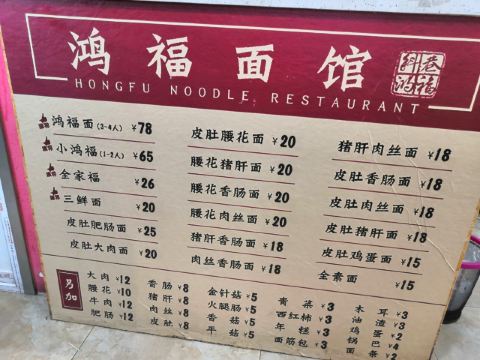 鸿福面馆
HONGFU NOODLE RESTAURANT
鸿福面(3-4人) ¥78
小鸿福(1-2人) ¥65
全家福 ¥26
三鲜面 ¥20
皮肚肥肠面 ¥25
皮肚大肉面 ¥20
皮肚腰花面 ¥20
腰花猪肝面 ¥20
腰花香肠面 ¥20
腰花肉丝面 ¥20
猪肝香肠面 ¥18
肉丝香肠面 ¥18
猪肝肉丝面 ¥18
皮肚香肠面 ¥18
皮肚肉丝面 ¥18
皮肚猪肝面 ¥18
皮肚鸡蛋面 ¥15
全素面 ¥15
另加
大肉 ¥12
腰花 ¥10
牛肉 ¥12
肥肠 ¥12
香肠 ¥8
猪肝 ¥8
肉丝 ¥8
皮肚 ¥8
金针菇 ¥5
火腿肠 ¥5
香菇 ¥5
平菇 ¥5
青菜 ¥3
西红柿 ¥3
年糕 ¥3
面筋包 ¥3
木耳 ¥3
油渣 ¥3
鸡蛋 ¥2
锅巴 ¥4
面条